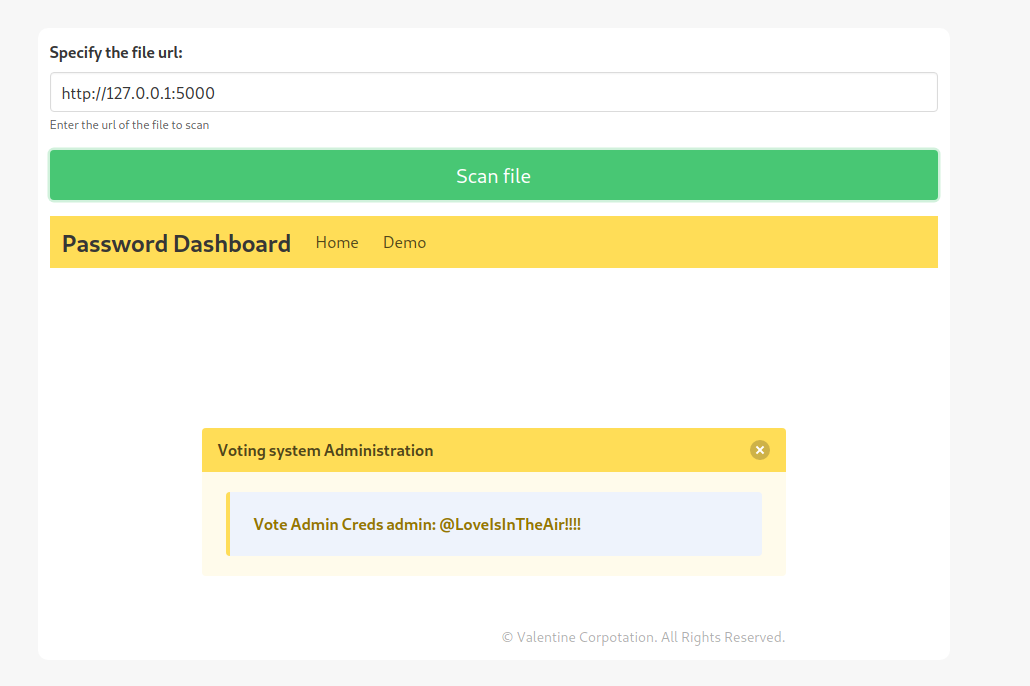 Specify the file url:
http://127.0.0.1:5000
Enter the url of the file to scan
Scan file
Password Dashboard Home Demo
Voting system Administration
Vote Admin Creds admin: @LoveIsInTheAir!!!!
© Valentine Corpotation. All Rights Reserved.